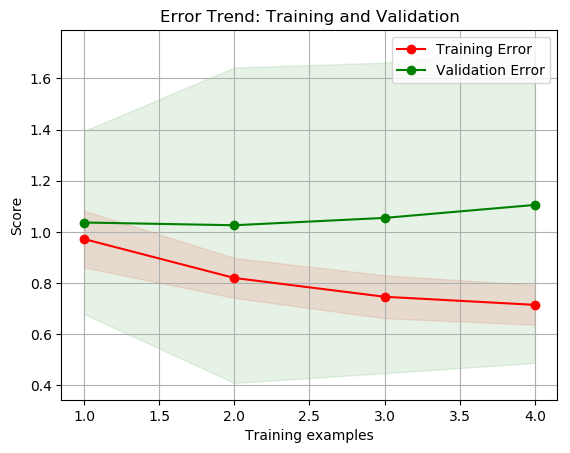 Error Trend: Training and Validation
Training Error
Validation Error
Score
1.6
1.4
1.2
1.0
0.8
0.6
0.4
1.0
1.5
2.0
2.5
3.0
3.5
4.0
Training examples